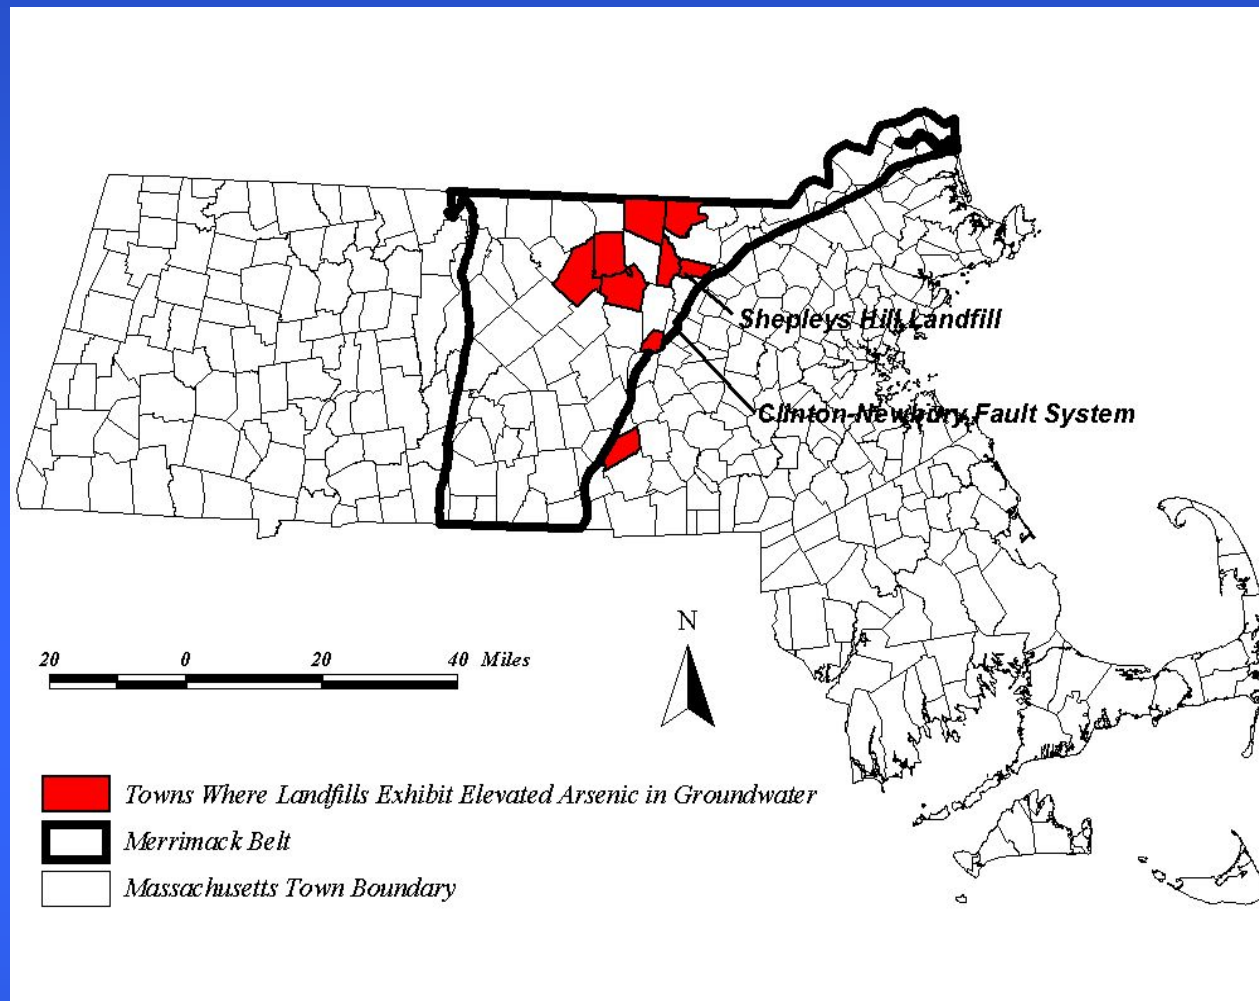 Shepleys Hill Landfill
Clinton-Newbury Fault System
N
20 0 20 40 Miles
Towns Where Landfills Exhibit Elevated Arsenic in Groundwater
Merrimack Belt
Massachusetts Town Boundary